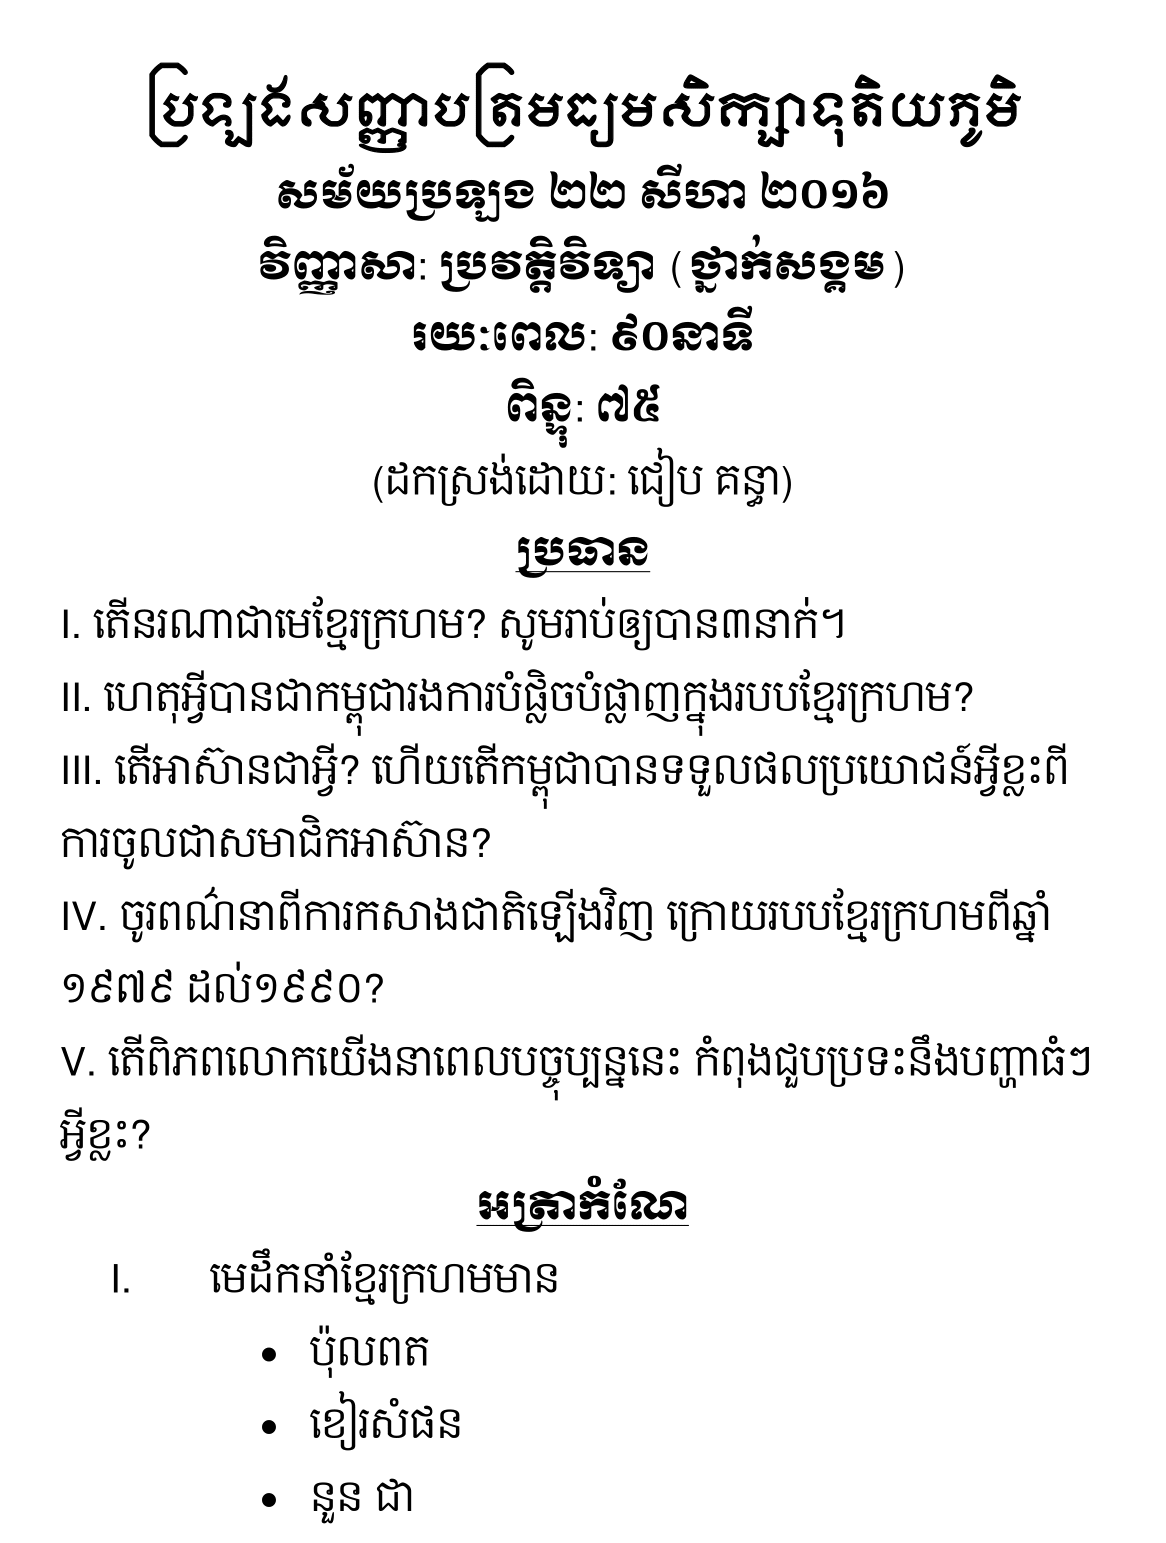 ប្រឡងសញ្ញាបត្រមធ្យមសិក្សាទុតិយភូមិ
សម័យប្រឡង ២២ សីហា ២០១៦
វិញ្ញាសា: ប្រវត្តិវិទ្យា (ថ្នាក់សង្គម)
រយៈពេល: ៩០នាទី
ពិន្ទុ: ៧៥
(ដកស្រង់ដោយ: ជៀប គន្ធា)
ប្រធាន
I. តើនរណាជាមេខ្មែរក្រហម? សូមរាប់ឲ្យបាន៣នាក់។
II. ហេតុអ្វីបានជាកម្ពុជារងការបំផ្លិចបំផ្លាញក្នុងរបបខ្មែរក្រហម?
III. តើអាស៊ានជាអ្វី? ហើយតើកម្ពុជាបានទទួលផលប្រយោជន៍អ្វីខ្លះពី
ការចូលជាសមាជិកអាស៊ាន?
IV. ចូរពណ៌នាពីការកសាងជាតិឡើងវិញ ក្រោយរបបខ្មែរក្រហមពីឆ្នាំ
១៩៧៩ ដល់១៩៩០?
V. តើពិភពលោកយើងនាពេលបច្ចុប្បន្ននេះ កំពុងជួបប្រទះនឹងបញ្ហាធំៗ
អ្វីខ្លះ?
អត្រាកំណែ
I. មេដឹកនាំខ្មែរក្រហមមាន
• ប៉ុលពត
• ខៀរសំផន
• នួន ជា